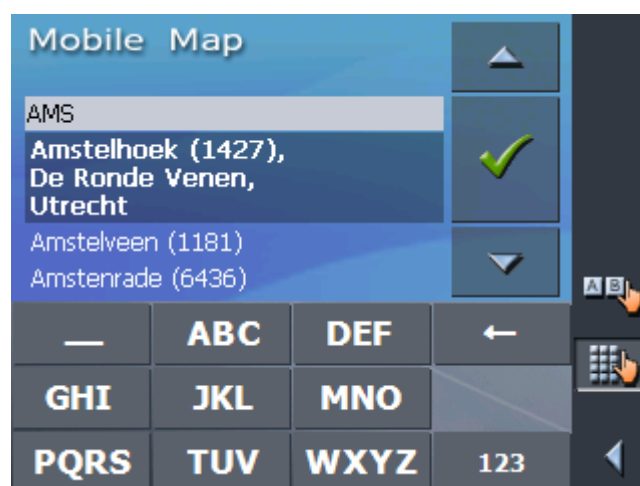 Mobile Map
AMS
Amstelhoek (1427),
De Ronde Venen,
Utrecht
Amstelveen (1181)
Amstenrade (6436)
_ ABC DEF ←
GHI JKL MNO
PQRS TUV WXYZ 123
A B